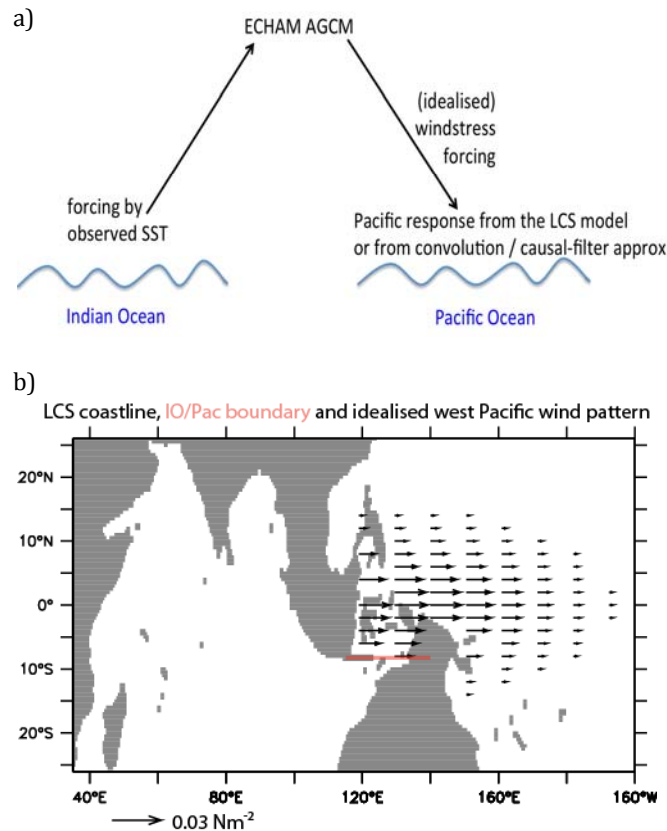 a)
ECHAM AGCM
(idealised)
windstress
forcing
forcing by
observed SST
Pacific response from the LCS model
or from convolution / causal-filter approx
Indian Ocean
Pacific Ocean
b)
LCS coastline, IO/Pac boundary and idealised west Pacific wind pattern
20°N
10°N
0°
10°S
20°S
40°E
80°E
120°E
160°E
160°W
0.03 Nm⁻²